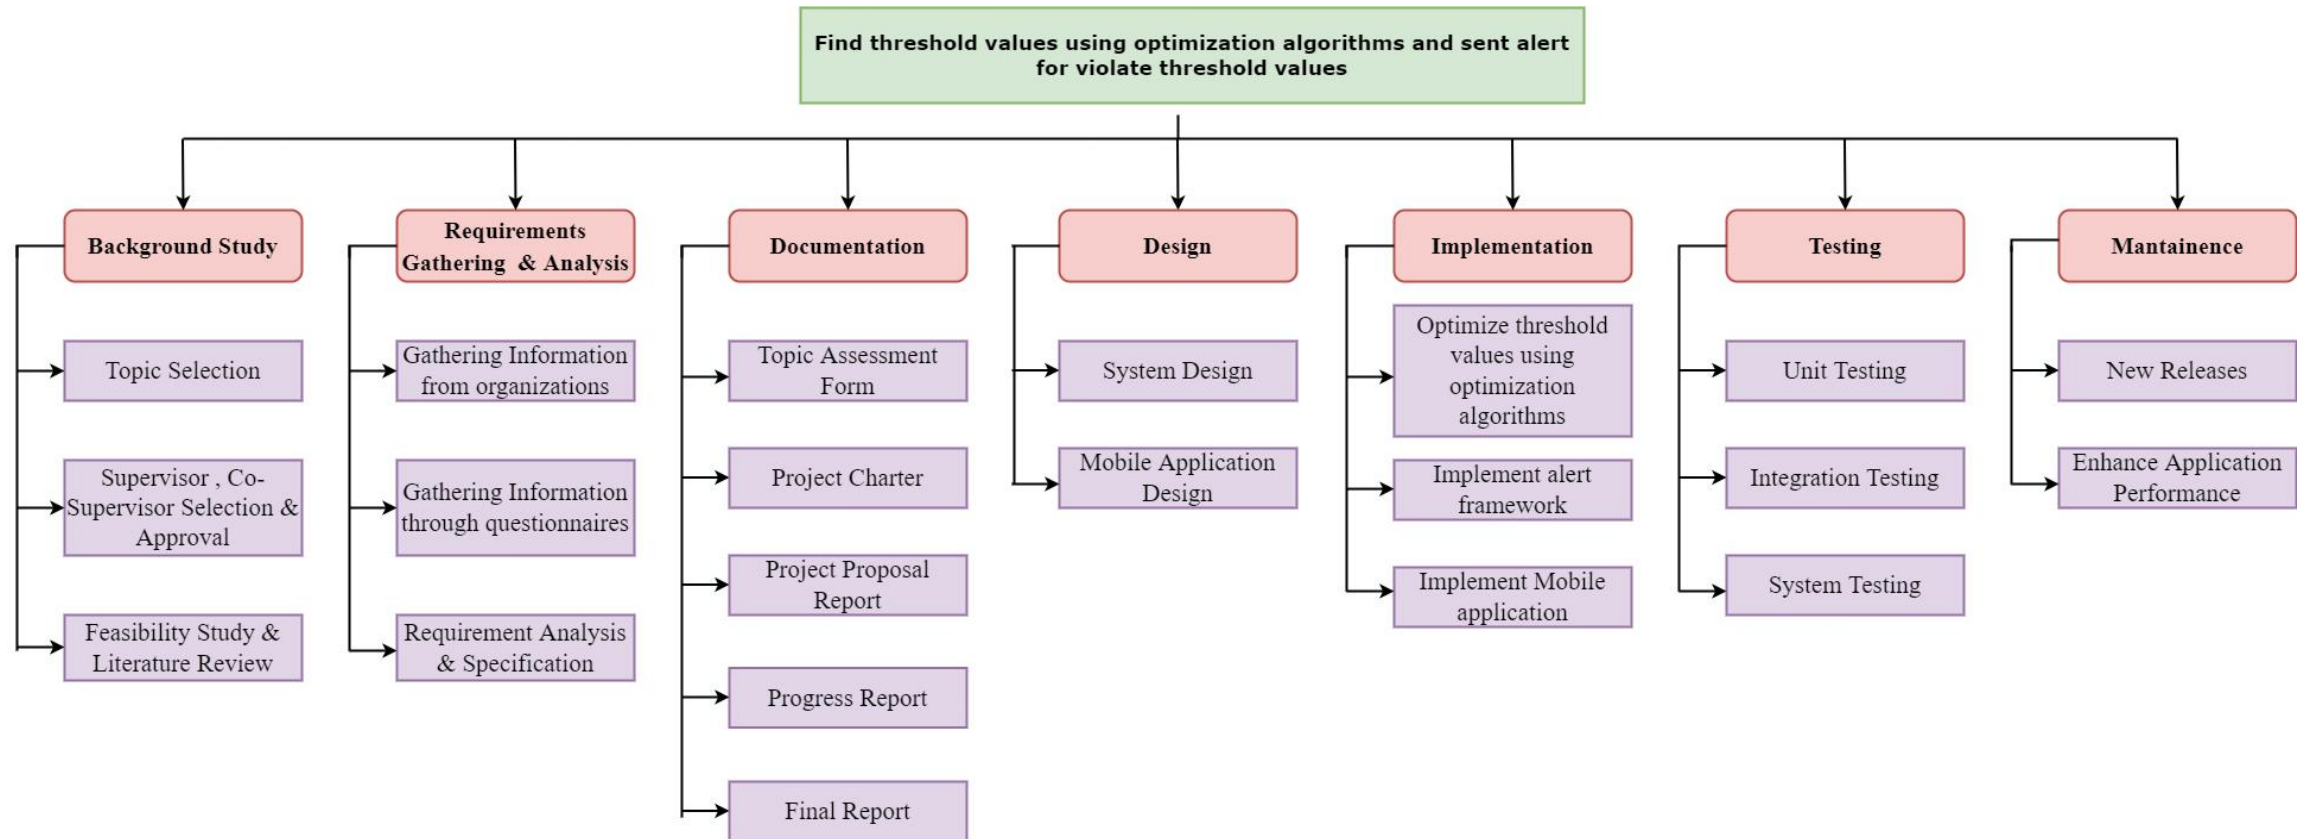 Find threshold values using optimization algorithms and sent alert
for violate threshold values
Background Study
Topic Selection
Supervisor , Co-
Supervisor Selection &
Approval
Feasibility Study &
Literature Review
Requirements
Gathering & Analysis
Gathering Information
from organizations
Gathering Information
through questionnaires
Requirement Analysis
& Specification
Documentation
Topic Assessment
Form
Project Charter
Project Proposal
Report
Progress Report
Final Report
Design
System Design
Mobile Application
Design
Implementation
Optimize threshold
values using
optimization
algorithms
Implement alert
framework
Implement Mobile
application
Testing
Unit Testing
Integration Testing
System Testing
Mantainence
New Releases
Enhance Application
Performance